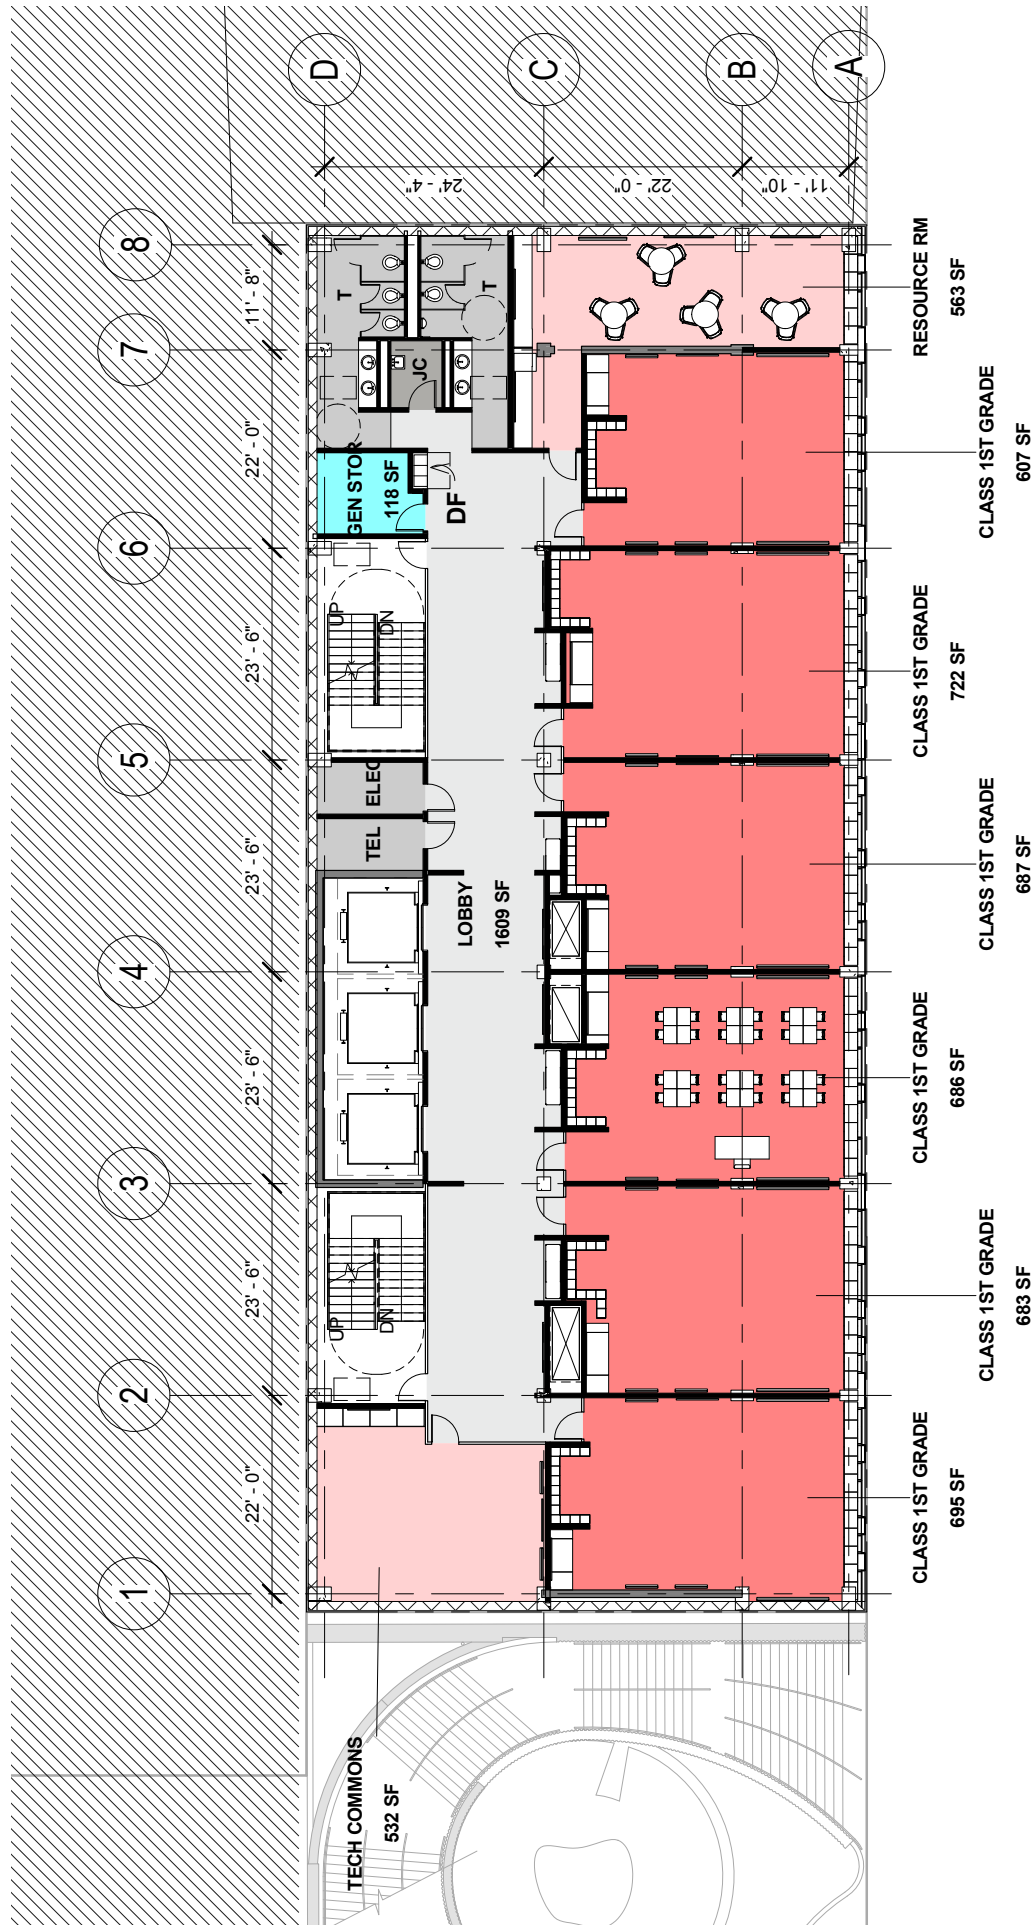 D
C
B
A
24' - 4"
22' - 0"
11' - 10"
8
7
6
5
4
3
2
1
11' - 8"
22' - 0"
23' - 6"
23' - 6"
23' - 6"
23' - 6"
22' - 0"
T
T
JC
GEN STOR
118 SF
DF
UP
DN
ELEC
TEL
LOBBY
1609 SF
UP
DN
RESOURCE RM
563 SF
CLASS 1ST GRADE
607 SF
CLASS 1ST GRADE
722 SF
CLASS 1ST GRADE
687 SF
CLASS 1ST GRADE
686 SF
CLASS 1ST GRADE
683 SF
CLASS 1ST GRADE
695 SF
TECH COMMONS
532 SF